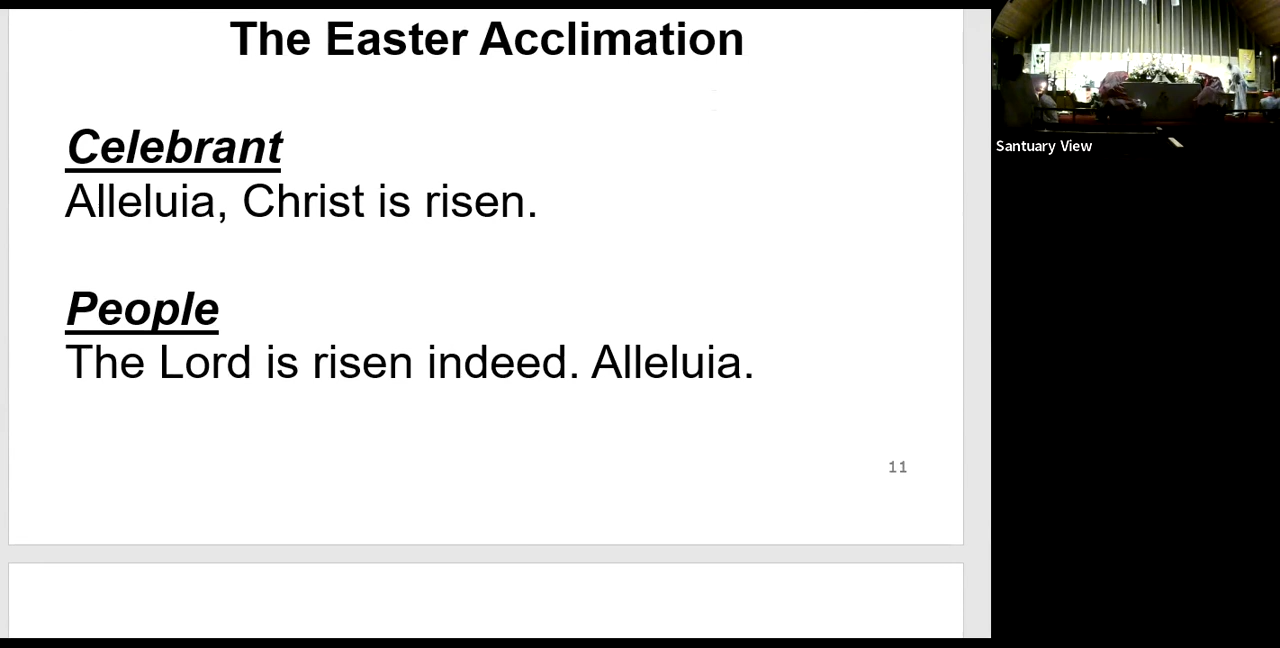 The Easter Acclimation
Celebrant
Alleluia, Christ is risen.
People
The Lord is risen indeed. Alleluia.
11
Santuary View